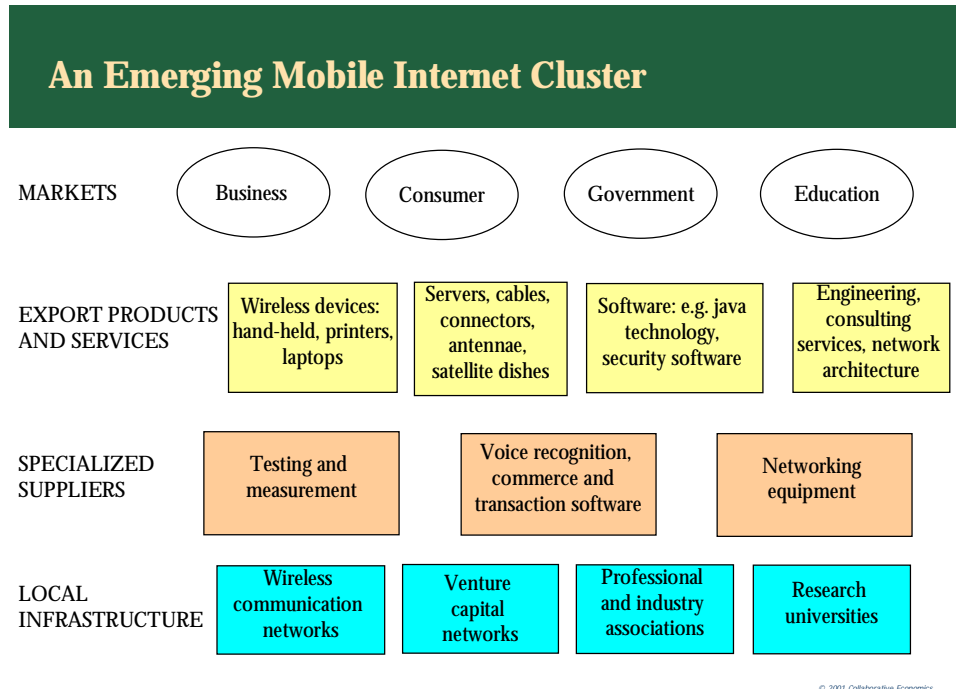 An Emerging Mobile Internet Cluster
MARKETS
Business
Consumer
Government
Education
EXPORT PRODUCTS
AND SERVICES
Wireless devices:
hand-held, printers,
laptops
Servers, cables,
connectors,
antennae,
satellite dishes
Software: e.g. java
technology,
security software
Engineering,
consulting
services, network
architecture
SPECIALIZED
SUPPLIERS
Testing and
measurement
Voice recognition,
commerce and
transaction software
Networking
equipment
LOCAL
INFRASTRUCTURE
Wireless
communication
networks
Venture
capital
networks
Professional
and industry
associations
Research
universities
© 2001 Collaborative Economics